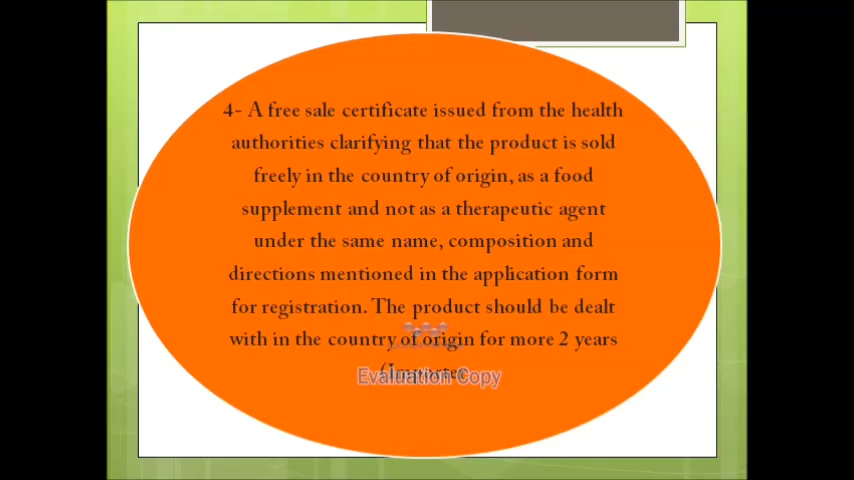 4- A free sale certificate issued from the health
authorities clarifying that the product is sold
freely in the country of origin, as a food
supplement and not as a therapeutic agent
under the same name, composition and
directions mentioned in the application form
for registration. The product should be dealt
with in the country of origin for more 2 years
Evaluation Copy